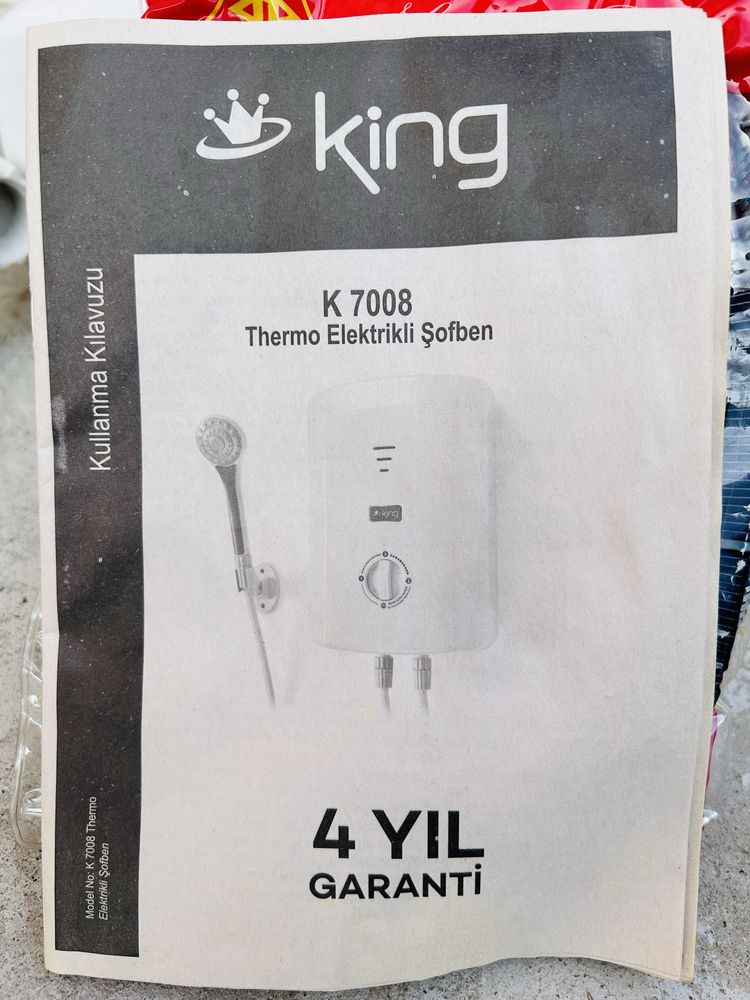 king
K 7008
Thermo Elektrikli Şofben
Kullanma Kılavuzu
king
4 YIL
GARANTİ
Model No: K 7008 Thermo
Elektrikli Şofben